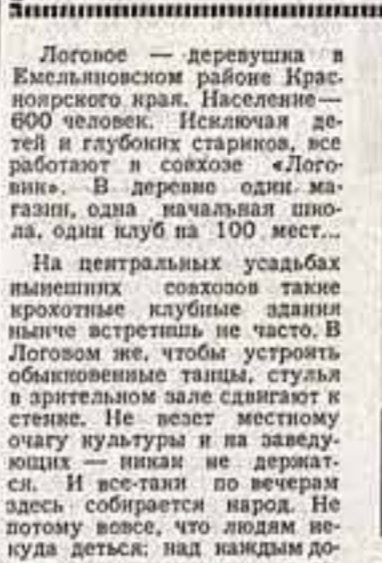 Логовое — деревушка в
Емельяновском районе Крас-
ноярского края. Население—
600 человек. Исключая де-
тей и глубоких стариков, все
работают в совхозе «Лого-
вик». В деревне один ма-
газин, одна начальная шко-
ла, один клуб на 100 мест...
На центральных усадьбах
нынешних совхозов такие
крохотные клубные здания
нынче встретишь не часто. В
Логовом же, чтобы устроить
обыкновенные танцы, стулья
в зрительном зале сдвигают к
стенке. Не везет местному
очагу культуры и на заведу-
ющих — никак не держат-
ся. И все-таки по вечерам
здесь собирается народ. Не
потому вовсе, что людям не-
куда деться: над каждым до-